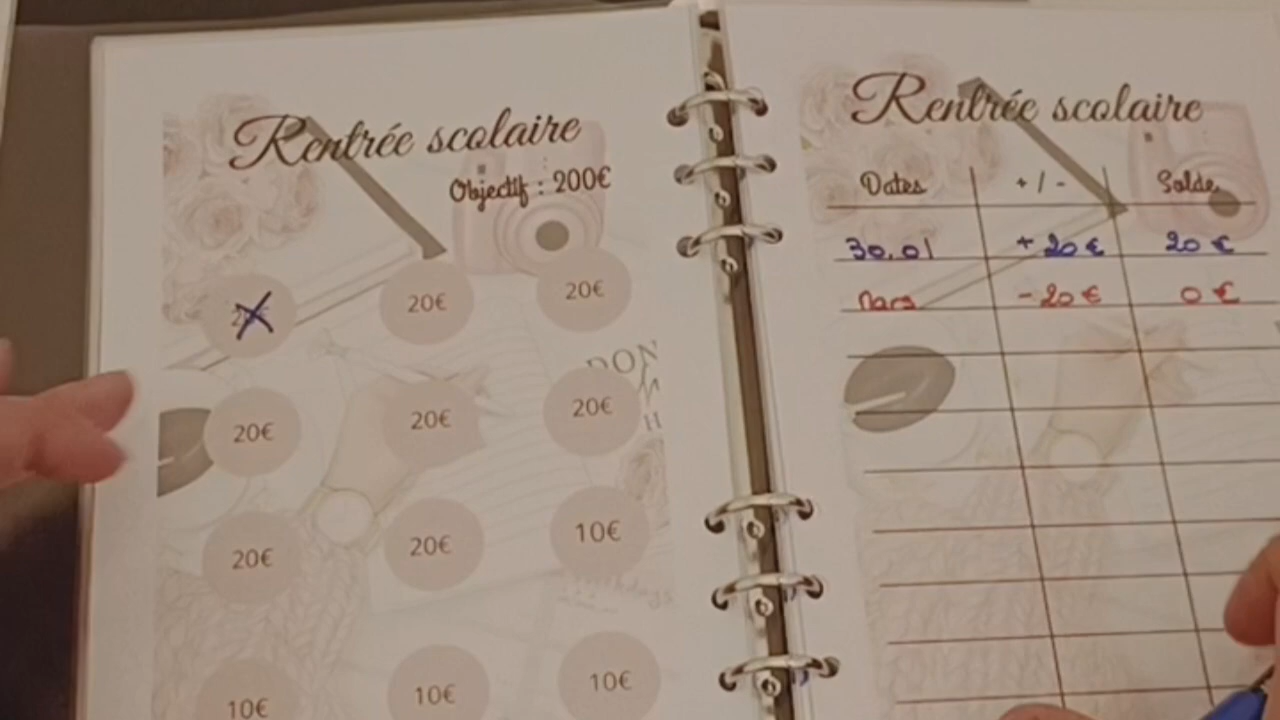 Rentrée scolaire
Objectif : 200€
20€ 20€
20€ 20€ 20€
20€ 20€ 10€
10€ 10€ 10€
Rentrée scolaire
Dates +/- Solde
30.01 +20€ 20€
Mars -20€ 0€